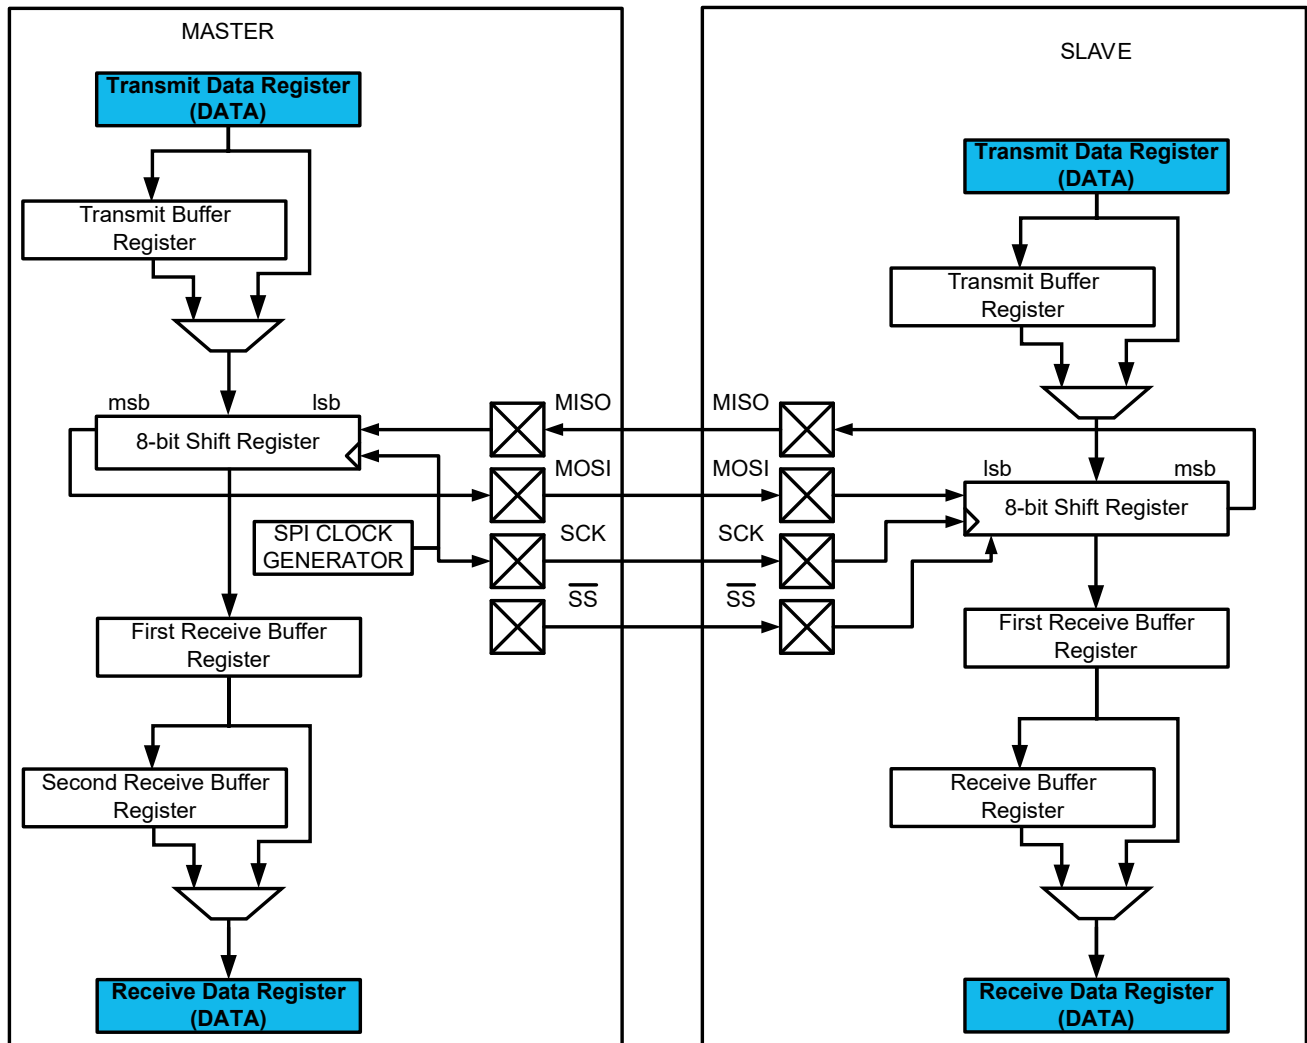 MASTER
Transmit Data Register
(DATA)
Transmit Buffer
Register
msb
lsb
8-bit Shift Register
SPI CLOCK
GENERATOR
First Receive Buffer
Register
Second Receive Buffer
Register
Receive Data Register
(DATA)
MISO
MOSI
SCK
SS
SLAVE
Transmit Data Register
(DATA)
Transmit Buffer
Register
MISO
MOSI
SCK
SS
lsb
msb
8-bit Shift Register
First Receive Buffer
Register
Receive Buffer
Register
Receive Data Register
(DATA)